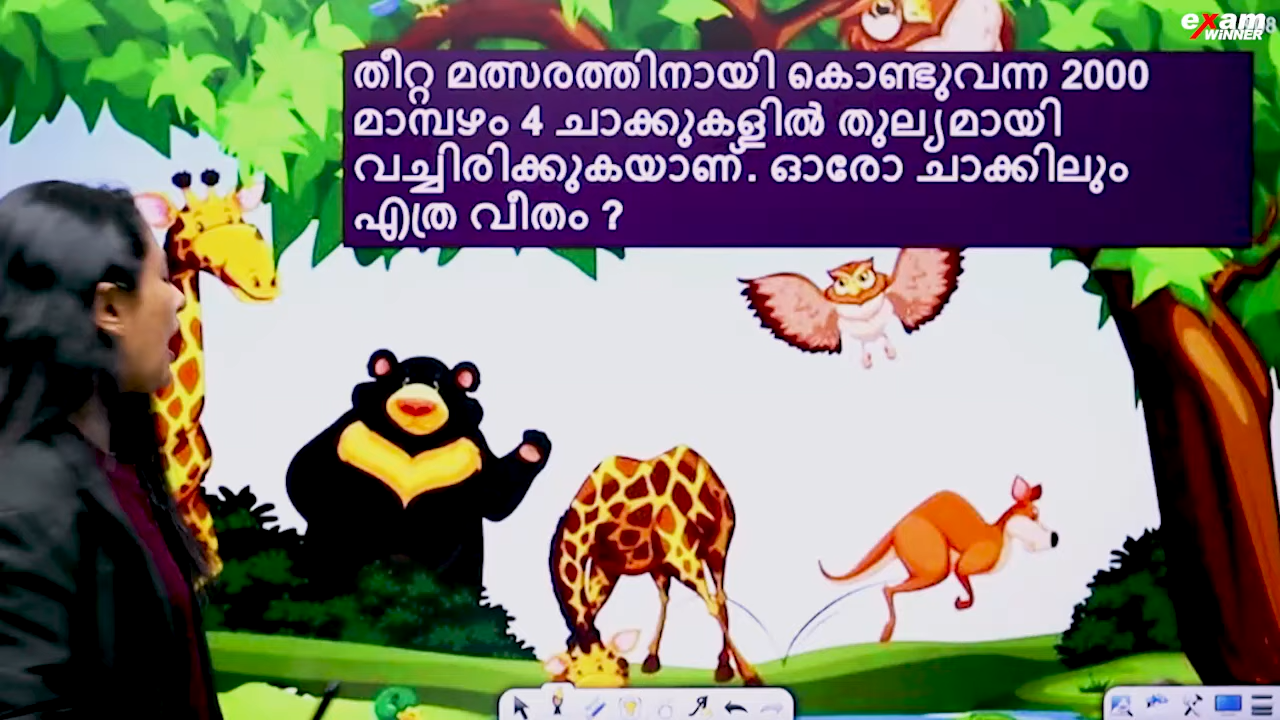 exam
WINNER
തീറ്റ മത്സരത്തിനായി കൊണ്ടുവന്ന 2000
മാമ്പഴം 4 ചാക്കുകളിൽ തുല്യമായി
വച്ചിരിക്കുകയാണ്. ഓരോ ചാക്കിലും
എത്ര വീതം ?